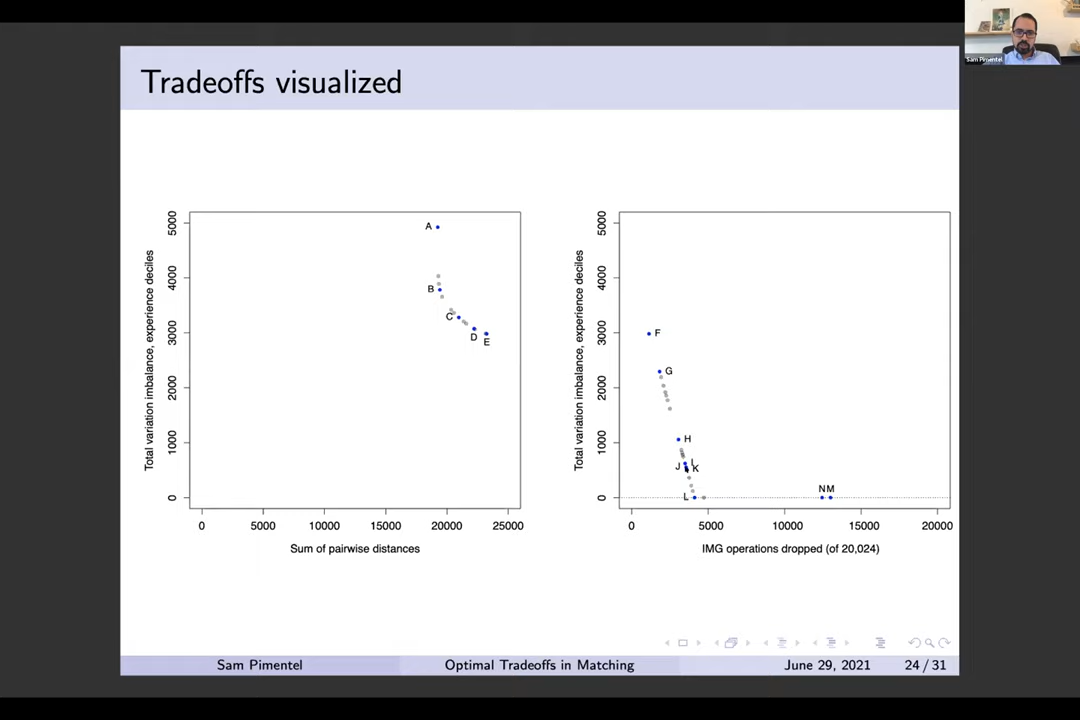 Sam Pimentel
Tradeoffs visualized
Total variation imbalance, experience deciles
0 1000 2000 3000 4000 5000
A
B
C
D
E
0 5000 10000 15000 20000 25000
Sum of pairwise distances
Total variation imbalance, experience deciles
0 1000 2000 3000 4000 5000
F
G
H
I
J K
L
N M
0 5000 10000 15000 20000
IMG operations dropped (of 20,024)
Sam Pimentel Optimal Tradeoffs in Matching June 29, 2021 24 / 31